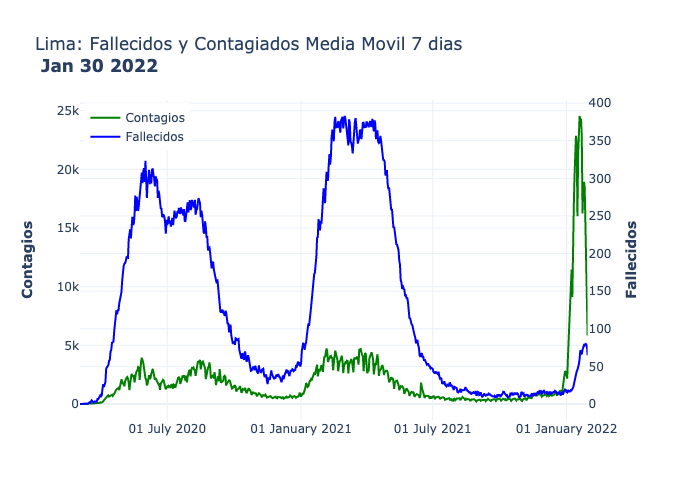 Lima: Fallecidos y Contagiados Media Movil 7 dias
Jan 30 2022
Contagios
Fallecidos
25k
20k
15k
10k
5k
0
400
350
300
250
200
150
100
50
0
Contagios
Fallecidos
01 July 2020
01 January 2021
01 July 2021
01 January 2022